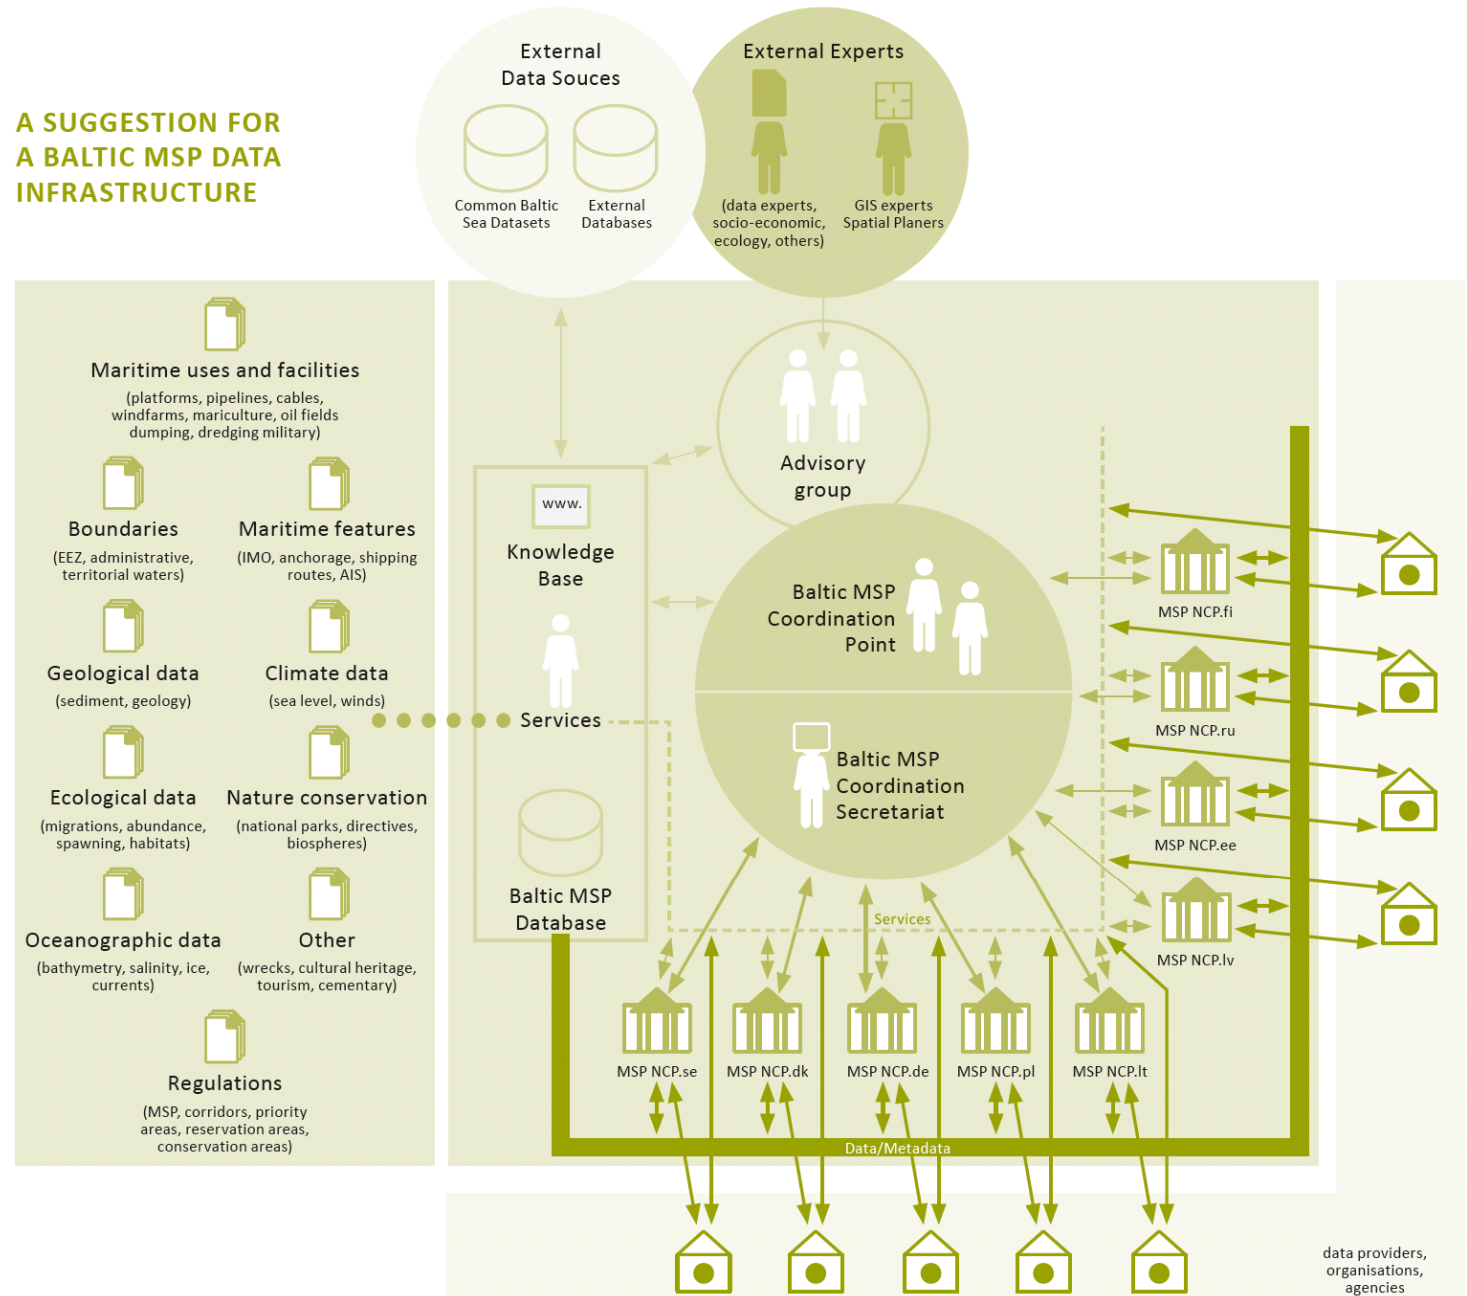 A SUGGESTION FOR
A BALTIC MSP DATA
INFRASTRUCTURE
External
Data Souces
Common Baltic
Sea Datasets
External
Databases
External Experts
(data experts,
socio-economic,
ecology, others)
GIS experts
Spatial Planers
Maritime uses and facilities
(platforms, pipelines, cables,
windfarms, mariculture, oil fields
dumping, dredging military)
Boundaries
(EEZ, administrative,
territorial waters)
Maritime features
(IMO, anchorage, shipping
routes, AIS)
Geological data
(sediment, geology)
Climate data
(sea level, winds)
Ecological data
(migrations, abundance,
spawning, habitats)
Nature conservation
(national parks, directives,
biospheres)
Oceanographic data
(bathymetry, salinity, ice,
currents)
Other
(wrecks, cultural heritage,
tourism, cementary)
Regulations
(MSP, corridors, priority
areas, reservation areas,
conservation areas)
Advisory
group
www.
Knowledge
Base
Services
Baltic MSP
Database
Baltic MSP
Coordination
Point
Baltic MSP
Coordination
Secretariat
Services
MSP NCP.fi
MSP NCP.ru
MSP NCP.ee
MSP NCP.lv
MSP NCP.se
MSP NCP.dk
MSP NCP.de
MSP NCP.pl
MSP NCP.lt
Data/Metadata
data providers,
organisations,
agencies